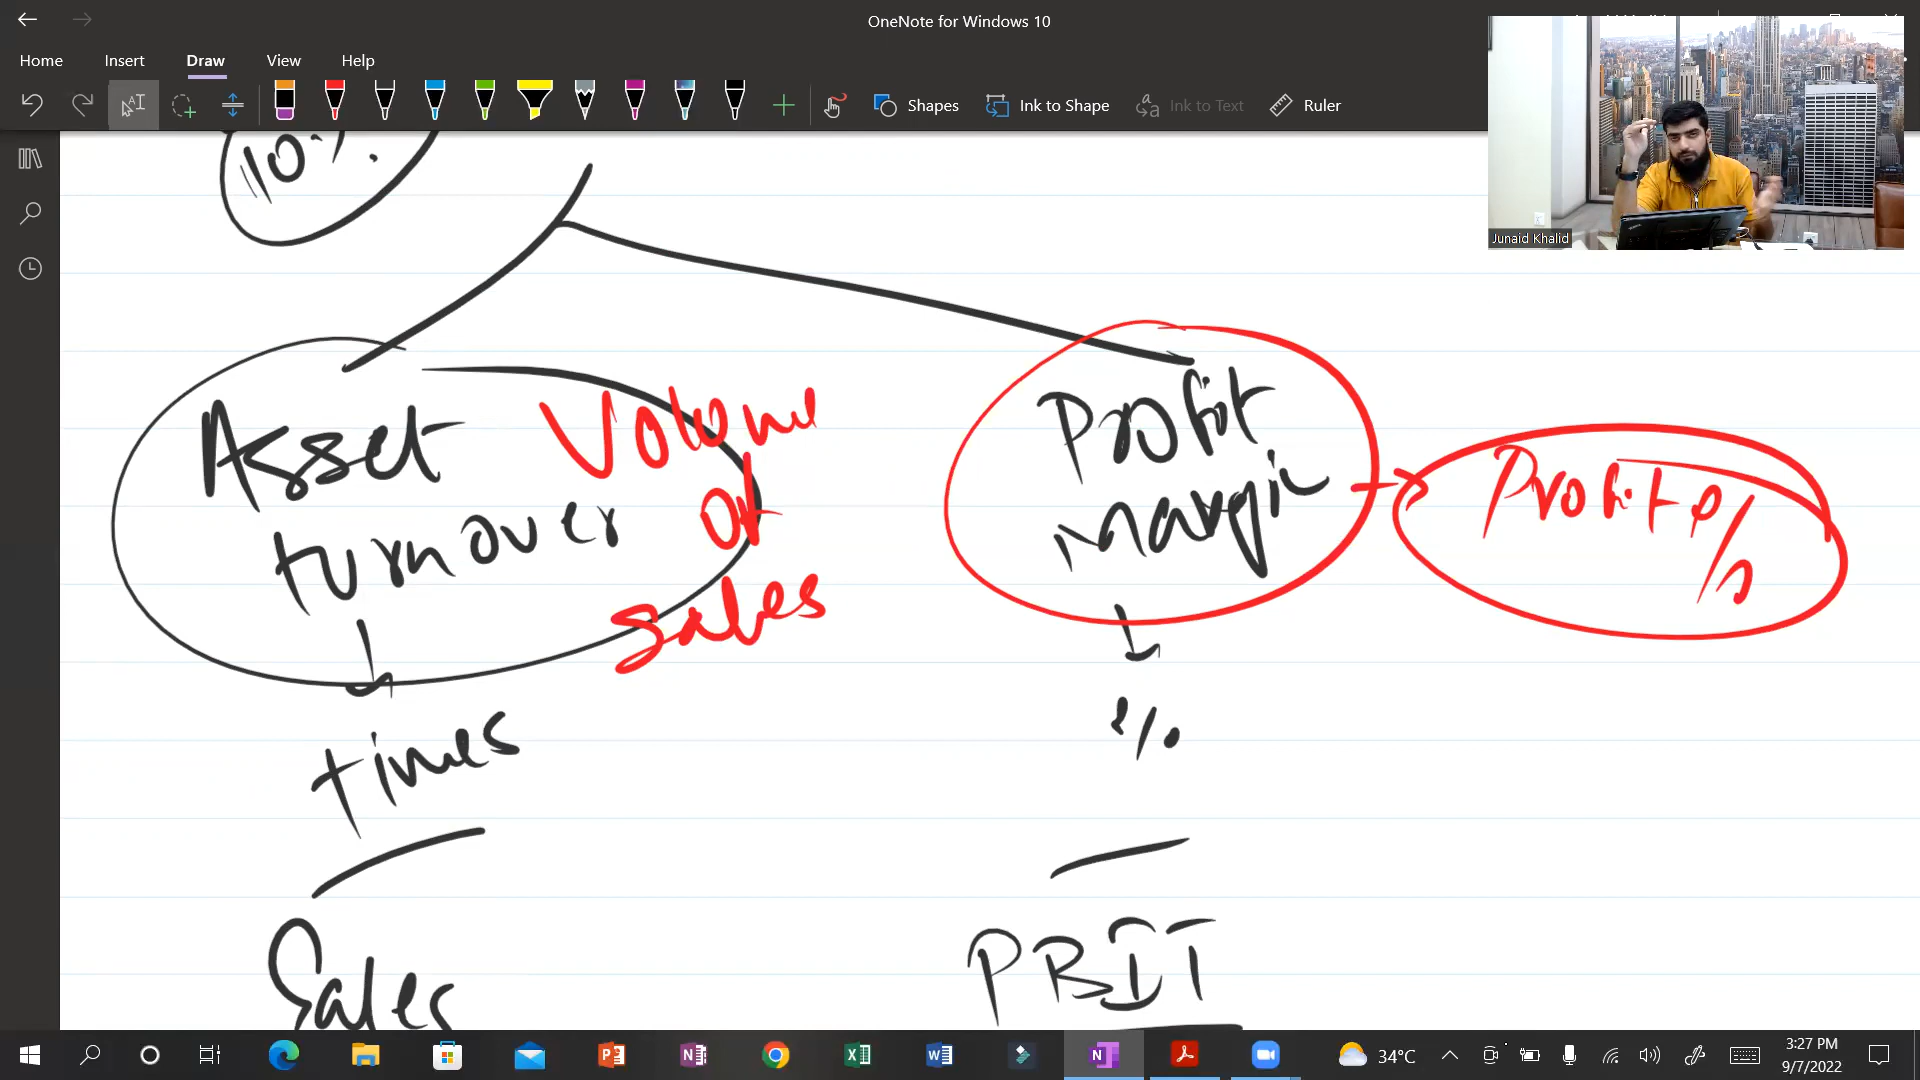 OneNote for Windows 10
Home Insert Draw View Help
Shapes Ink to Shape Ink to Text Ruler
Junaid Khalid
10%.
Asset Volume Profit
turnover of Margin Profit P/
sales
times %
Sales PBIT
34°C 3:27 PM
9/7/2022